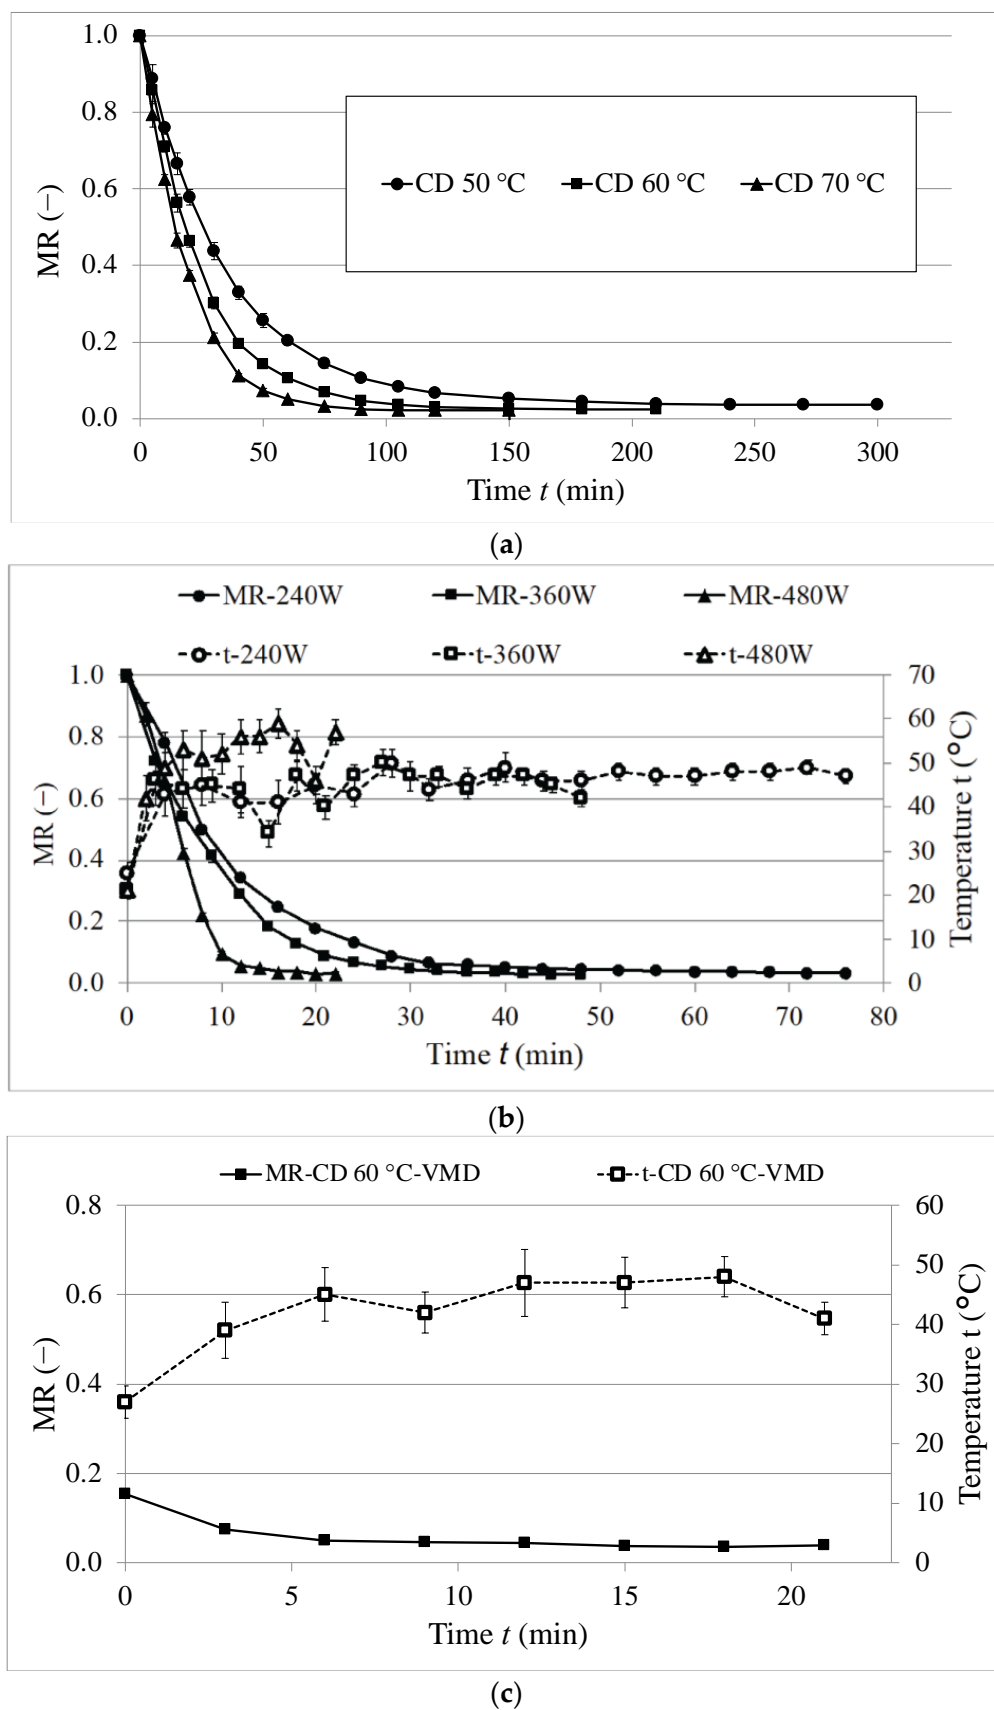 1.0
0.8
0.6
0.4
0.2
0.0
MR (−)
CD 50 °C CD 60 °C CD 70 °C
0 50 100 150 200 250 300
Time t (min)
(a)
MR-240W MR-360W MR-480W
t-240W t-360W t-480W
1.0 70
0.8 60
0.6 50
0.4 40
0.2 30
0.0 20
10
0
MR (−)
Temperature t (°C)
0 10 20 30 40 50 60 70 80
Time t (min)
(b)
MR-CD 60 °C-VMD t-CD 60 °C-VMD
0.8 60
0.6 50
0.4 40
0.2 30
0.0 20
10
0
MR (−)
Temperature t (°C)
0 5 10 15 20
Time t (min)
(c)